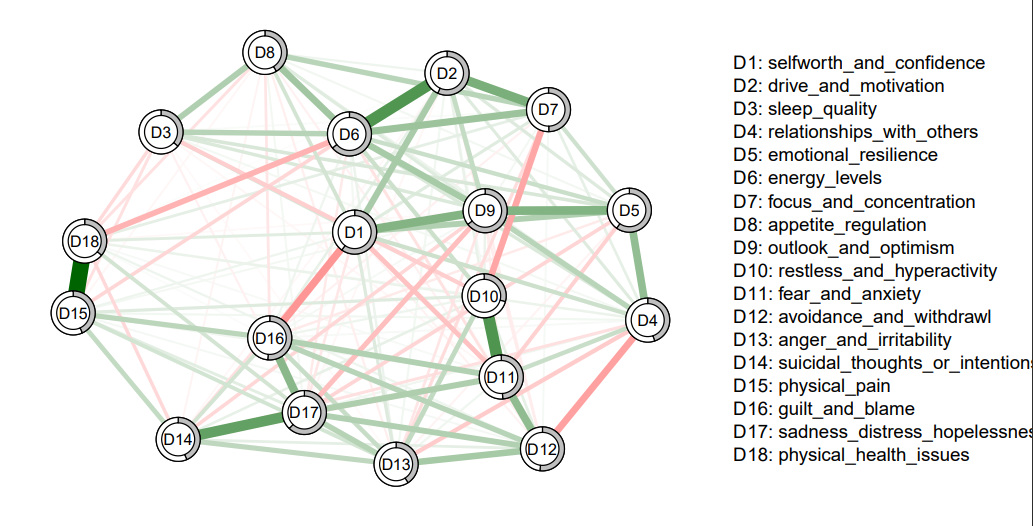 D8
D2
D7
D3
D6
D9
D5
D1
D18
D10
D15
D4
D16
D11
D17
D14
D12
D13
D1: selfworth_and_confidence
D2: drive_and_motivation
D3: sleep_quality
D4: relationships_with_others
D5: emotional_resilience
D6: energy_levels
D7: focus_and_concentration
D8: appetite_regulation
D9: outlook_and_optimism
D10: restless_and_hyperactivity
D11: fear_and_anxiety
D12: avoidance_and_withdrawl
D13: anger_and_irritability
D14: suicidal_thoughts_or_intentions
D15: physical_pain
D16: guilt_and_blame
D17: sadness_distress_hopelessnes
D18: physical_health_issues